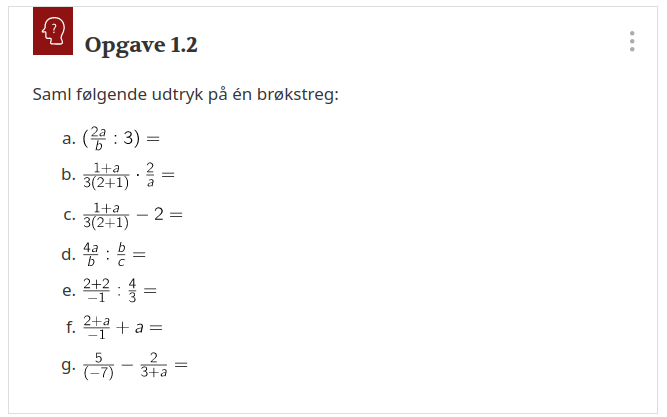 Opgave 1.2
Saml følgende udtryk på én brøkstreg:
a. (\frac{2a}{b} : 3) =
b. \frac{1+a}{3(2+1)} · \frac{2}{a} =
c. \frac{1+a}{3(2+1)} − 2 =
d. \frac{4a}{b} : \frac{b}{c} =
e. \frac{2+2}{−1} : \frac{4}{3} =
f. \frac{2+a}{−1} + a =
g. \frac{5}{(−7)} − \frac{2}{3+a} =